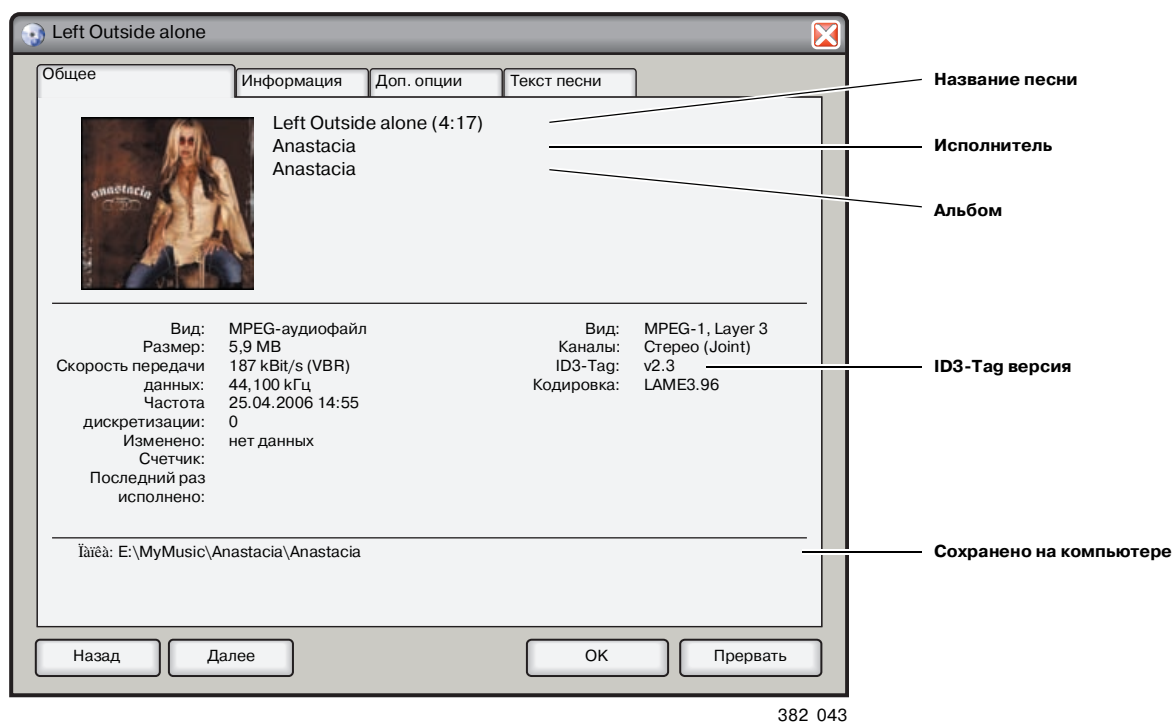 Left Outside alone
Общее
Информация
Доп. опции
Текст песни
Left Outside alone (4:17)
Anastacia
Anastacia
anastacia
Название песни
Исполнитель
Альбом
Вид: MPEG-аудиофайл
Размер: 5,9 MB
Скорость передачи 187 kBit/s (VBR)
данных: 44,100 кГц
Частота 25.04.2006 14:55
дискретизации: 0
Изменено: нет данных
Счетчик:
Последний раз
исполнено:
Вид: MPEG-1, Layer 3
Каналы: Стерео (Joint)
ID3-Tag: v2.3
Кодировка: LAME3.96
ID3-Tag версия
Ïàïêà: E:\MyMusic\Anastacia\Anastacia
Сохранено на компьютере
Назад
Далее
OK
Прервать
382_043